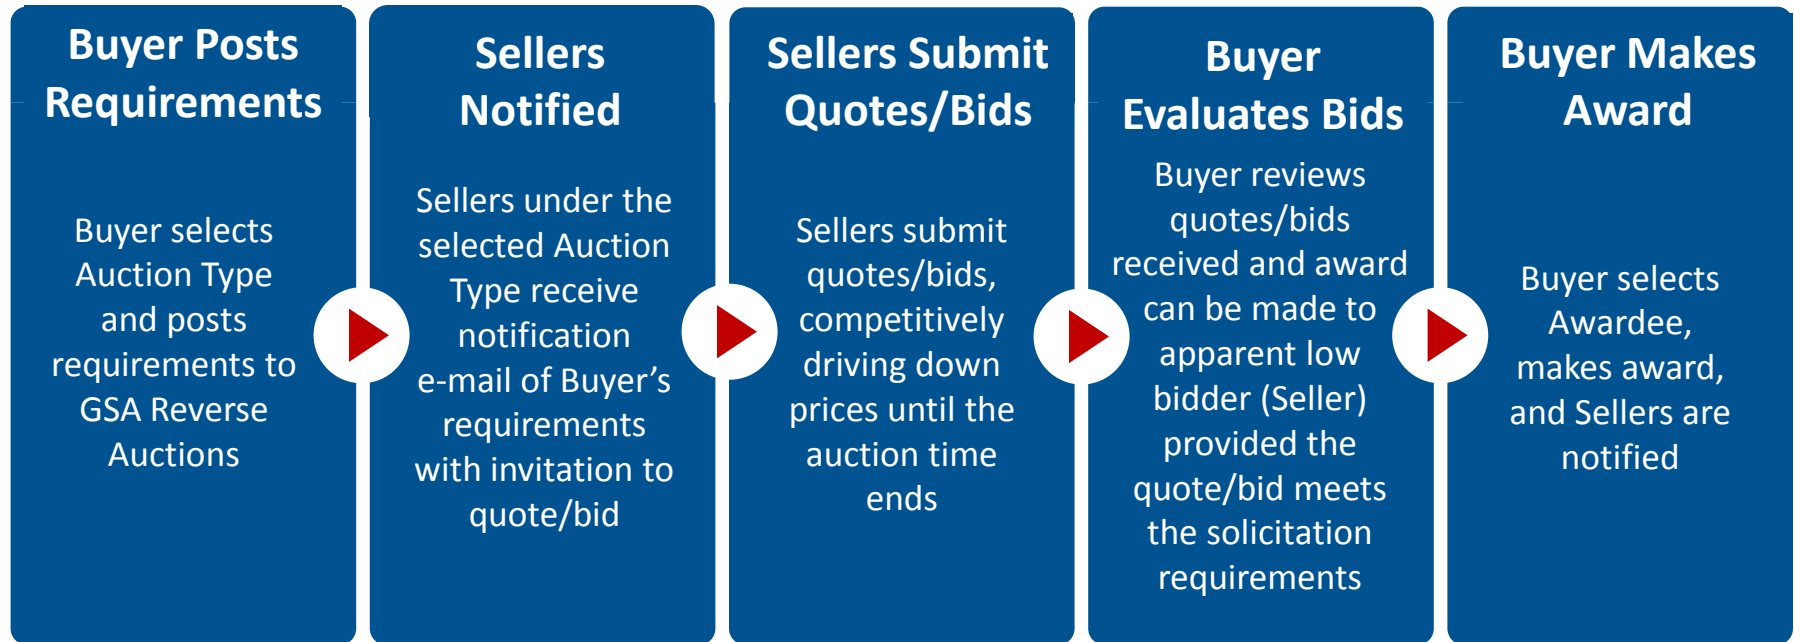 Buyer Posts
Requirements
Buyer selects
Auction Type
and posts
requirements to
GSA Reverse
Auctions
Sellers
Notified
Sellers under the
selected Auction
Type receive
notification
e-mail of Buyer’s
requirements
with invitation to
quote/bid
Sellers Submit
Quotes/Bids
Sellers submit
quotes/bids,
competitively
driving down
prices until the
auction time
ends
Buyer
Evaluates Bids
Buyer reviews
quotes/bids
received and award
can be made to
apparent low
bidder (Seller)
provided the
quote/bid meets
the solicitation
requirements
Buyer Makes
Award
Buyer selects
Awardee,
makes award,
and Sellers are
notified